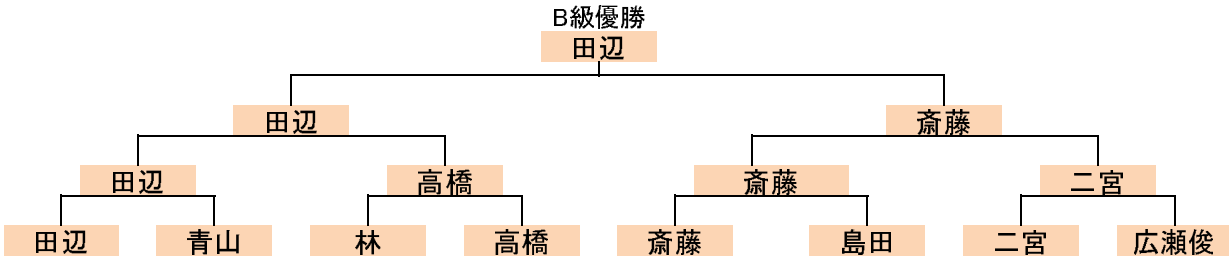 B級優勝
田辺
田辺 斎藤
田辺 高橋 斎藤 二宮
田辺 青山 林 高橋 斎藤 島田 二宮 広瀬俊